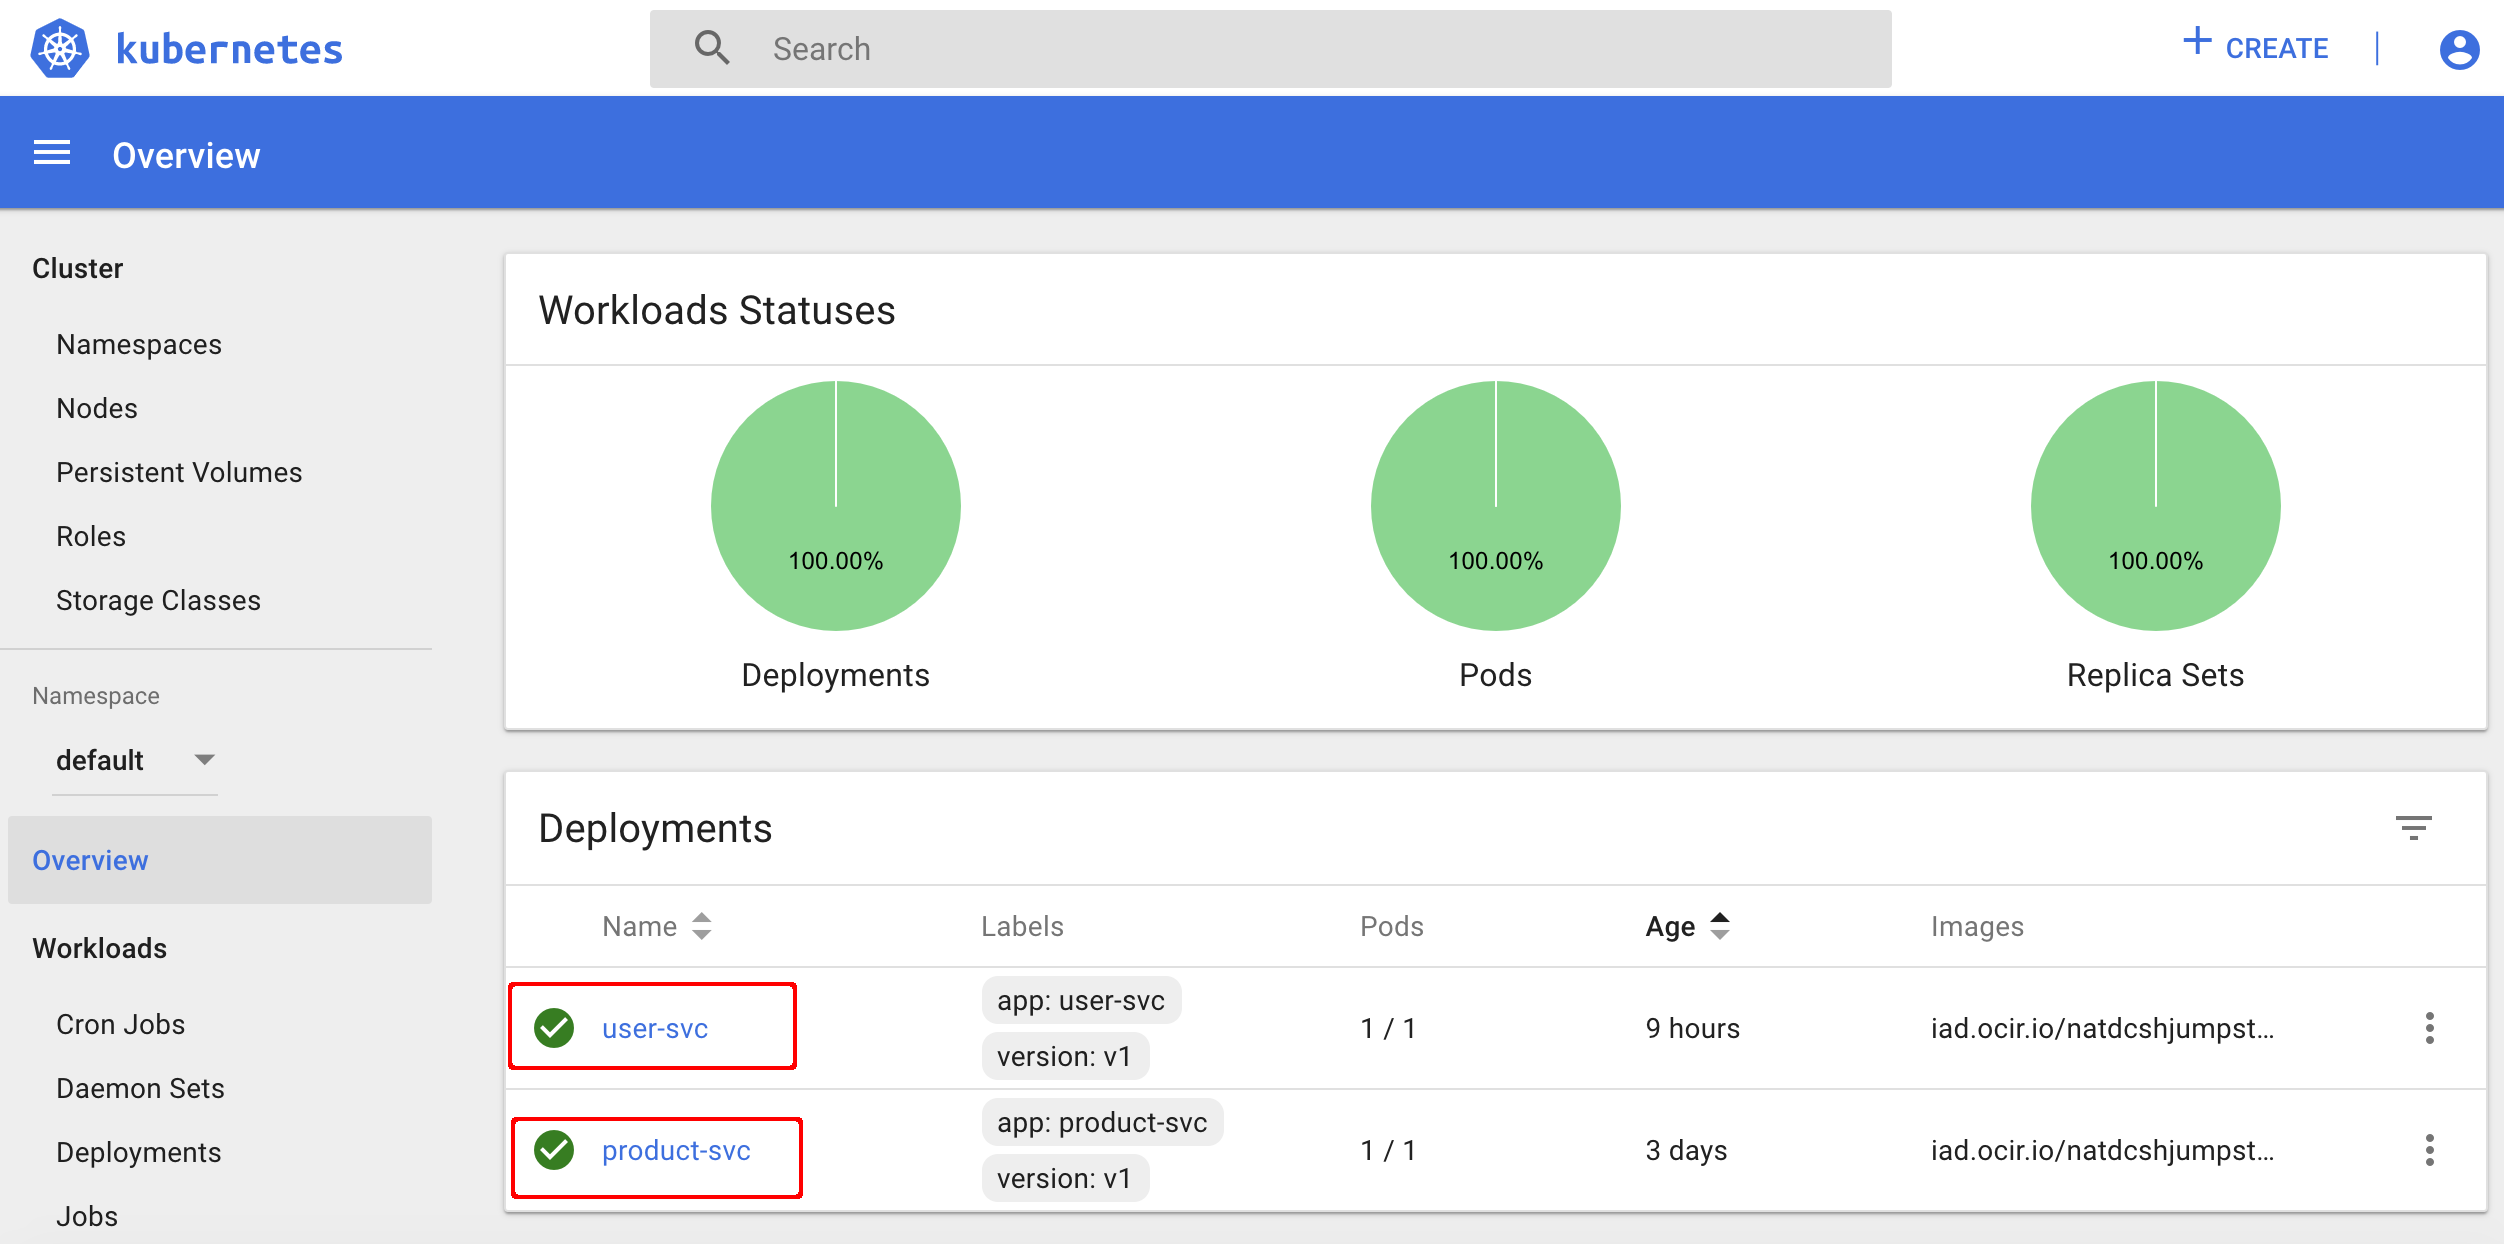 kubernetes
Search
+ CREATE |
Overview
Cluster
Namespaces
Nodes
Persistent Volumes
Roles
Storage Classes
Namespace
default
Overview
Workloads
Cron Jobs
Daemon Sets
Deployments
Jobs
Workloads Statuses
100.00% 100.00% 100.00%
Deployments Pods Replica Sets
Deployments
Name Labels Pods Age Images
user-svc app: user-svc 1 / 1 9 hours iad.ocir.io/natdcshjumpst...
version: v1
product-svc app: product-svc 1 / 1 3 days iad.ocir.io/natdcshjumpst...
version: v1